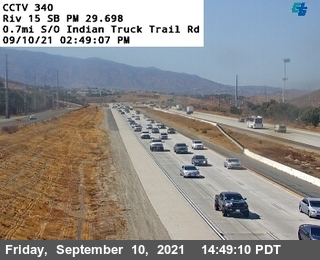 CCTV 340
Riv 15 SB PM 29.698
0.7mi S/O Indian Truck Trail Rd
09/10/21 02:49:07 PM
Friday, September 10, 2021 14:49:10 PDT